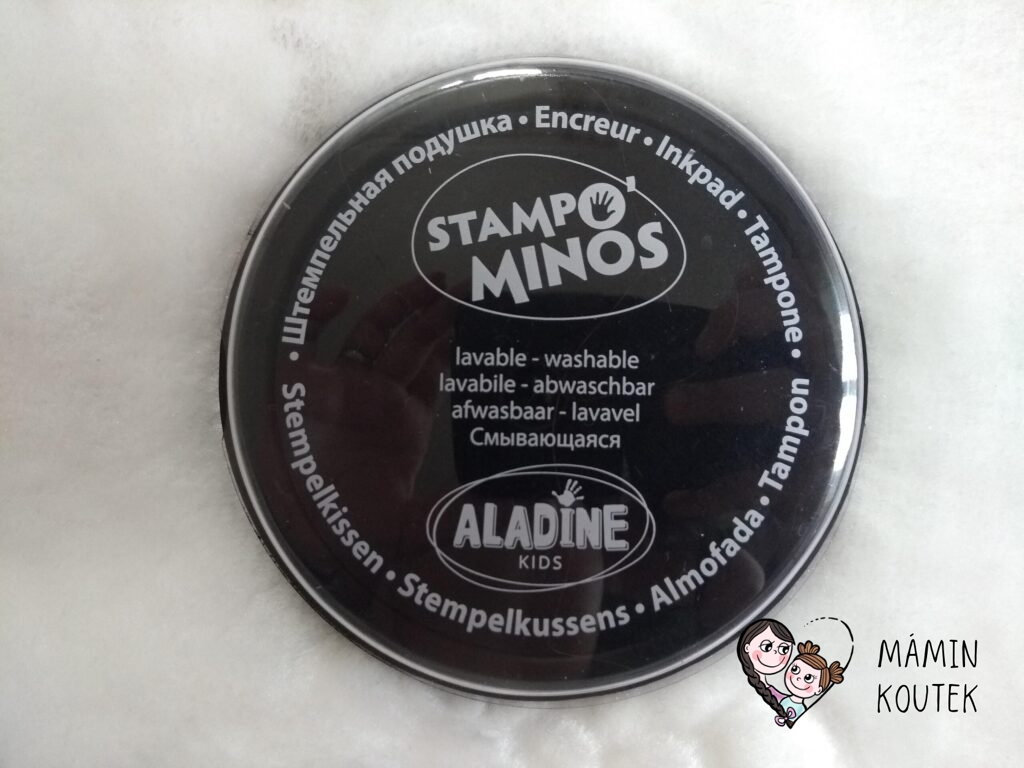 Штемпельная подушка • Encreur • Inkpad • Tampone •
Tampon • Almofada • Stempelkussens • Stempelkissen •
STAMPO'
MINOS
lavable - washable
lavabile - abwaschbar
afwasbaar - lavavel
Смывающаяся
ALADINE
KIDS
MÁMIN
KOUTEK